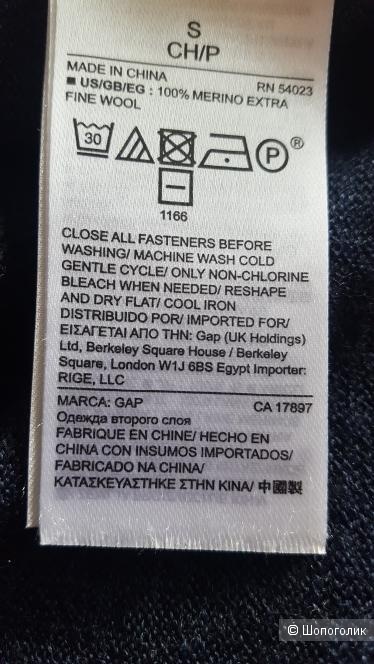 S
CH/P
MADE IN CHINA
RN 54023
■ US/GB/EG : 100% MERINO EXTRA
FINE WOOL
30
P®
1166
CLOSE ALL FASTENERS BEFORE
WASHING/ MACHINE WASH COLD
GENTLE CYCLE/ ONLY NON-CHLORINE
BLEACH WHEN NEEDED/ RESHAPE
AND DRY FLAT/ COOL IRON
DISTRIBUIDO POR/ IMPORTED FOR/
ΕΙΣΑΓΕΤΑΙ ΑΠΟ ΤΗΝ: Gap (UK Holdings)
Ltd, Berkeley Square House / Berkeley
Square, London W1J 6BS Egypt Importer:
RIGE, LLC
MARCA: GAP
CA 17897
Одежда второго слоя
FABRIQUE EN CHINE/ HECHO EN
CHINA CON INSUMOS IMPORTADOS/
FABRICADO NA CHINA/
ΚΑΤΑΣΚΕΥΑΣΤΗΚΕ ΣΤΗΝ ΚΙΝΑ/ 中國製
© Шопоголик